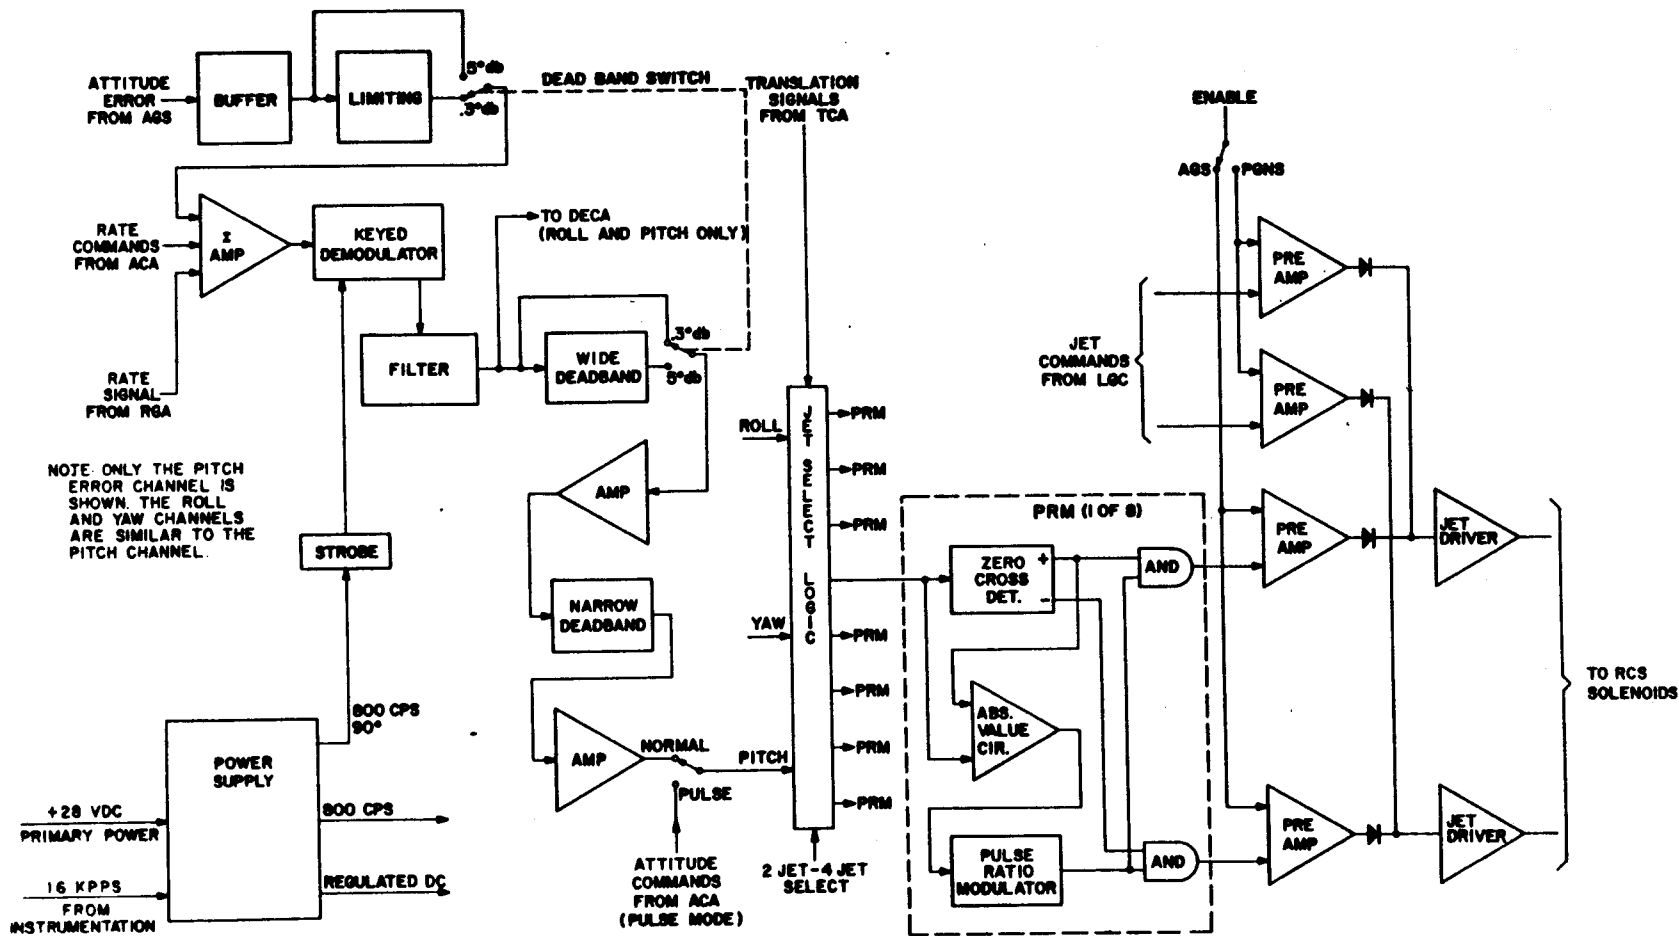 ATTITUDE
ERROR
FROM AGS
BUFFER
LIMITING
5°db
.3°db
DEAD BAND SWITCH
TRANSLATION
SIGNALS
FROM TCA
ENABLE
AGS
PGNS
RATE
COMMANDS
FROM ACA
Σ
AMP
KEYED
DEMODULATOR
TO DECA
(ROLL AND PITCH ONLY)
PRE
AMP
RATE
SIGNAL
FROM RGA
FILTER
WIDE
DEADBAND
.3°db
5°db
JET
COMMANDS
FROM LGC
PRE
AMP
NOTE: ONLY THE PITCH
ERROR CHANNEL IS
SHOWN. THE ROLL
AND YAW CHANNELS
ARE SIMILAR TO THE
PITCH CHANNEL.
STROBE
AMP
NARROW
DEADBAND
ROLL
YAW
JET SELECT LOGIC
PRM
PRM
PRM
PRM
PRM
PRM
PRM
PRM (1 OF 8)
ZERO
CROSS
DET.
+
-
AND
PRE
AMP
JET
DRIVER
ABS.
VALUE
CIR.
TO RCS
SOLENOIDS
800 CPS
90°
POWER
SUPPLY
+28 VDC
PRIMARY POWER
16 KPPS
FROM
INSTRUMENTATION
800 CPS
REGULATED DC
AMP
NORMAL
PULSE
PITCH
ATTITUDE
COMMANDS
FROM ACA
(PULSE MODE)
2 JET-4 JET
SELECT
PULSE
RATIO
MODULATOR
AND
PRE
AMP
JET
DRIVER